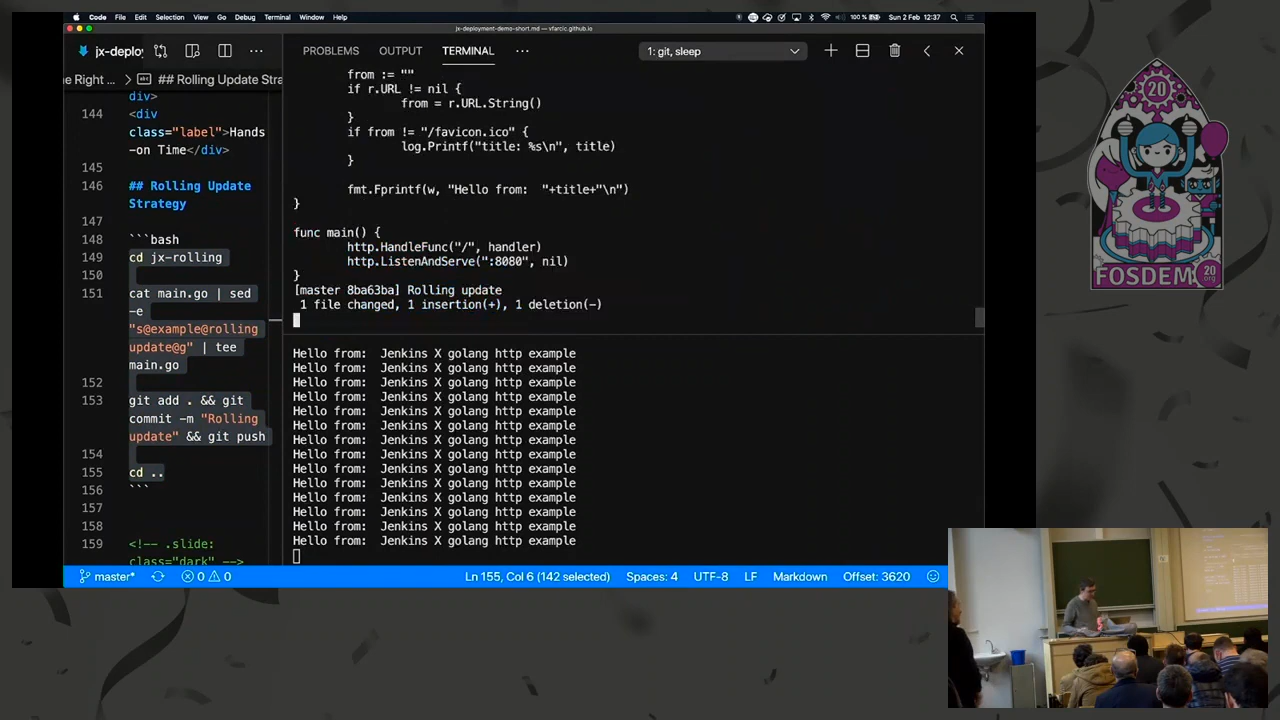 Code File Edit Selection View Go Debug Terminal Window Help
100 % Sun 2 Feb 12:37
jx-deployment-demo-short.md — vfarcic.github.io
jx-deploy
PROBLEMS OUTPUT TERMINAL ··· 1: git, sleep
e Right ... > ## Rolling Update Stra
div>
144 <div
class="label">Hands
-on Time</div>
145
146 ## Rolling Update
Strategy
147
148 ```bash
149 cd jx-rolling
150
151 cat main.go | sed
-e
"s@example@rolling
update@g" | tee
main.go
152
153 git add . && git
commit -m "Rolling
update" && git push
154
155 cd ..
156 ```
157
158
159 <!-- .slide:
class="dark" -->
from := ""
if r.URL != nil {
from = r.URL.String()
}
if from != "/favicon.ico" {
log.Printf("title: %s\n", title)
}
fmt.Fprintf(w, "Hello from:  "+title+"\n")
}
func main() {
http.HandleFunc("/", handler)
http.ListenAndServe(":8080", nil)
}
[master 8ba63ba] Rolling update
1 file changed, 1 insertion(+), 1 deletion(-)
Hello from:  Jenkins X golang http example
Hello from:  Jenkins X golang http example
Hello from:  Jenkins X golang http example
Hello from:  Jenkins X golang http example
Hello from:  Jenkins X golang http example
Hello from:  Jenkins X golang http example
Hello from:  Jenkins X golang http example
Hello from:  Jenkins X golang http example
Hello from:  Jenkins X golang http example
Hello from:  Jenkins X golang http example
Hello from:  Jenkins X golang http example
Hello from:  Jenkins X golang http example
Hello from:  Jenkins X golang http example
Hello from:  Jenkins X golang http example
master* 0 0 Ln 155, Col 6 (142 selected) Spaces: 4 UTF-8 LF Markdown Offset: 3620
20
FOSDEM 20 .org